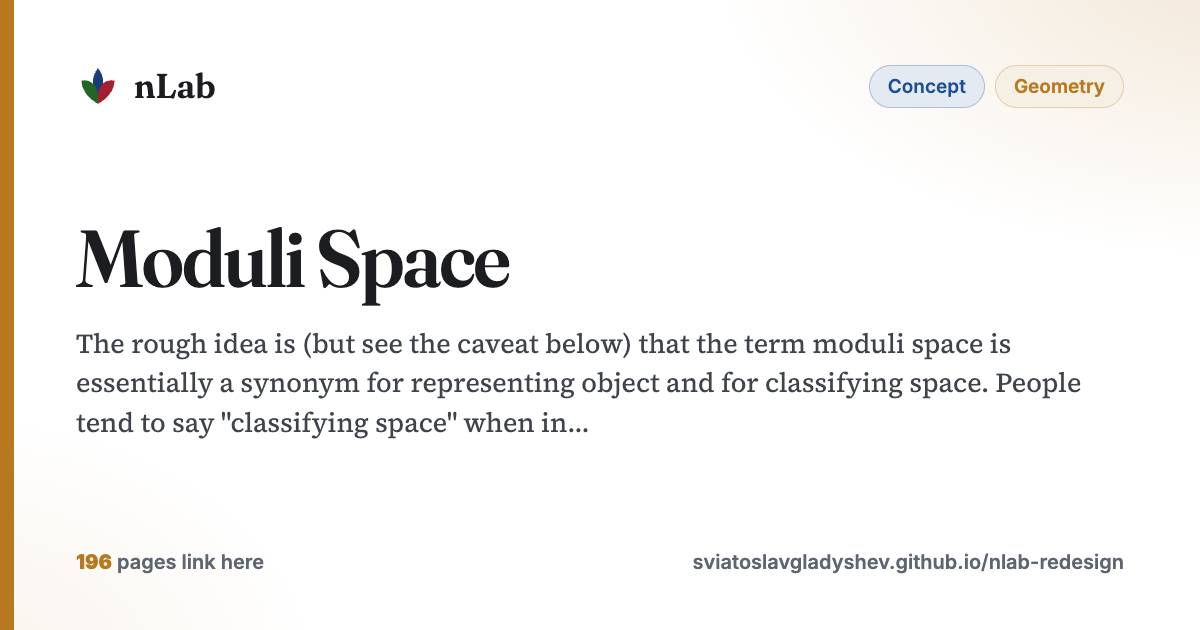 nLab
Concept
Geometry
Moduli Space
The rough idea is (but see the caveat below) that the term moduli space is
essentially a synonym for representing object and for classifying space. People
tend to say "classifying space" when in...
196 pages link here
sviatoslavgladyshev.github.io/nlab-redesign